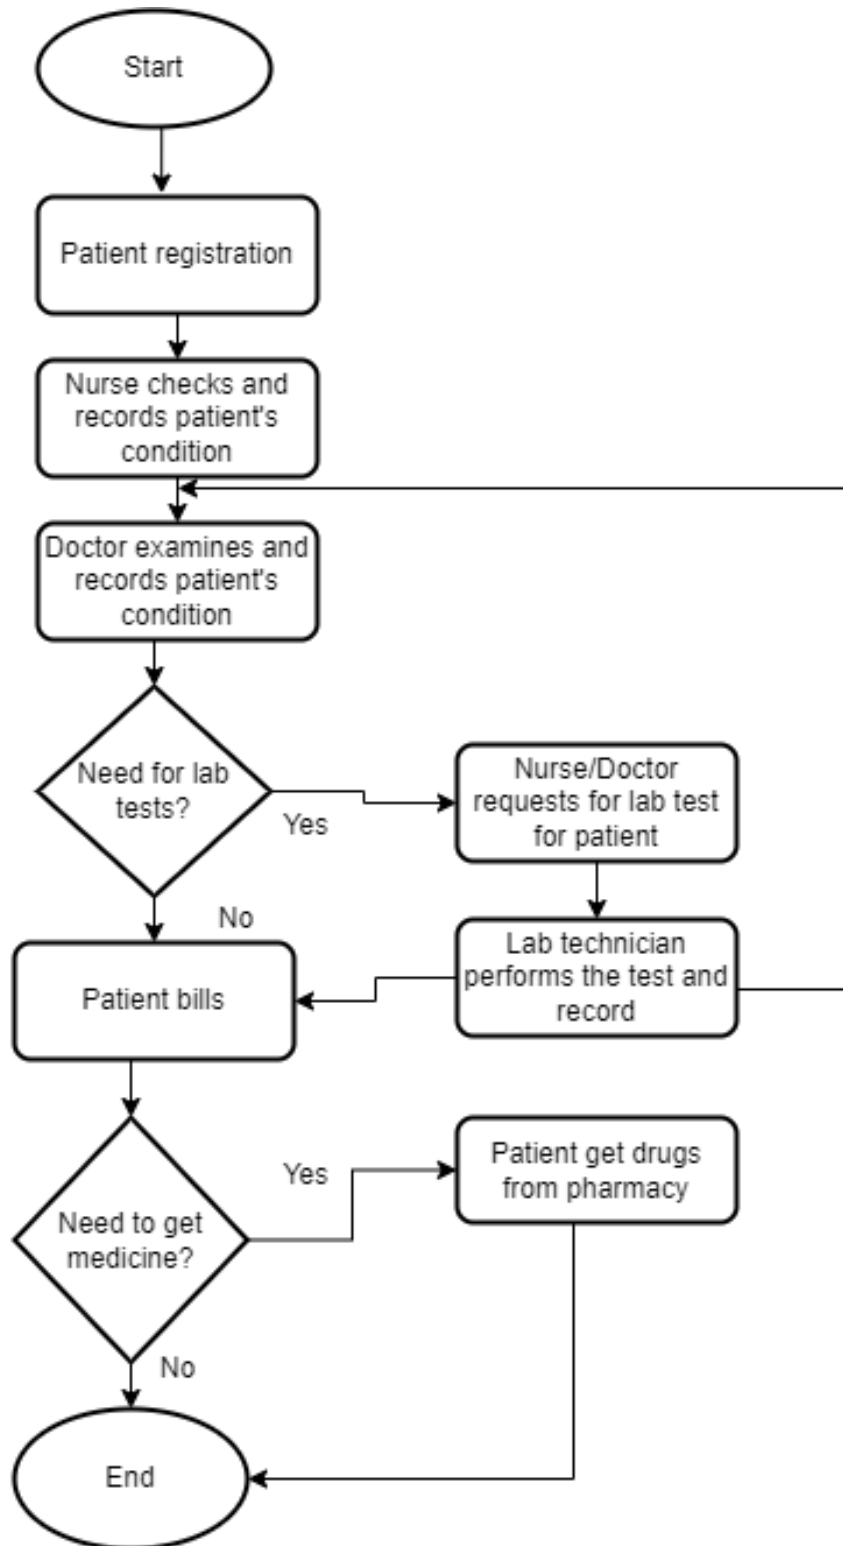 Start
Patient registration
Nurse checks and
records patient's
condition
Doctor examines and
records patient's
condition
Need for lab
tests?
Yes
Nurse/Doctor
requests for lab test
for patient
No
Lab technician
performs the test and
record
Patient bills
Yes
Patient get drugs
from pharmacy
Need to get
medicine?
No
End